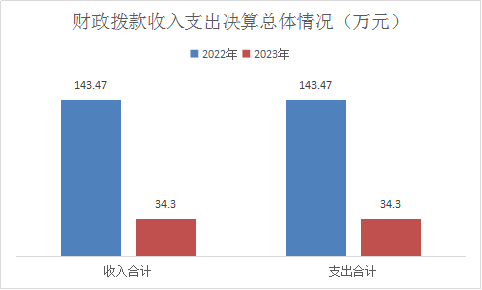 财政拨款收入支出决算总体情况（万元）
2022年 2023年
143.47 143.47
34.3 34.3
收入合计 支出合计